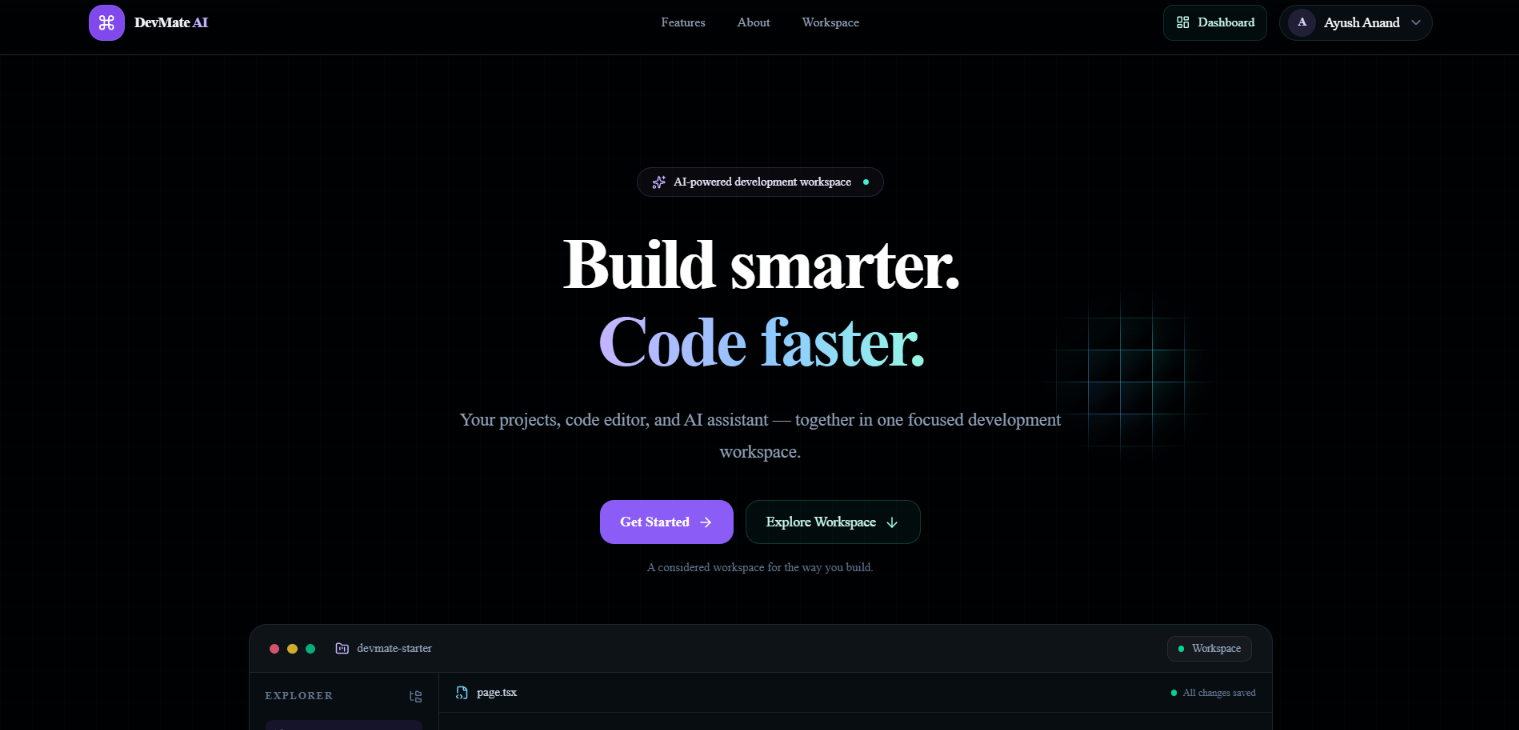 DevMate AI
Features
About
Workspace
Dashboard
A
Ayush Anand
AI-powered development workspace
Build smarter.
Code faster.
Your projects, code editor, and AI assistant — together in one focused development
workspace.
Get Started
Explore Workspace
A considered workspace for the way you build.
devmate-starter
Workspace
EXPLORER
page.tsx
All changes saved